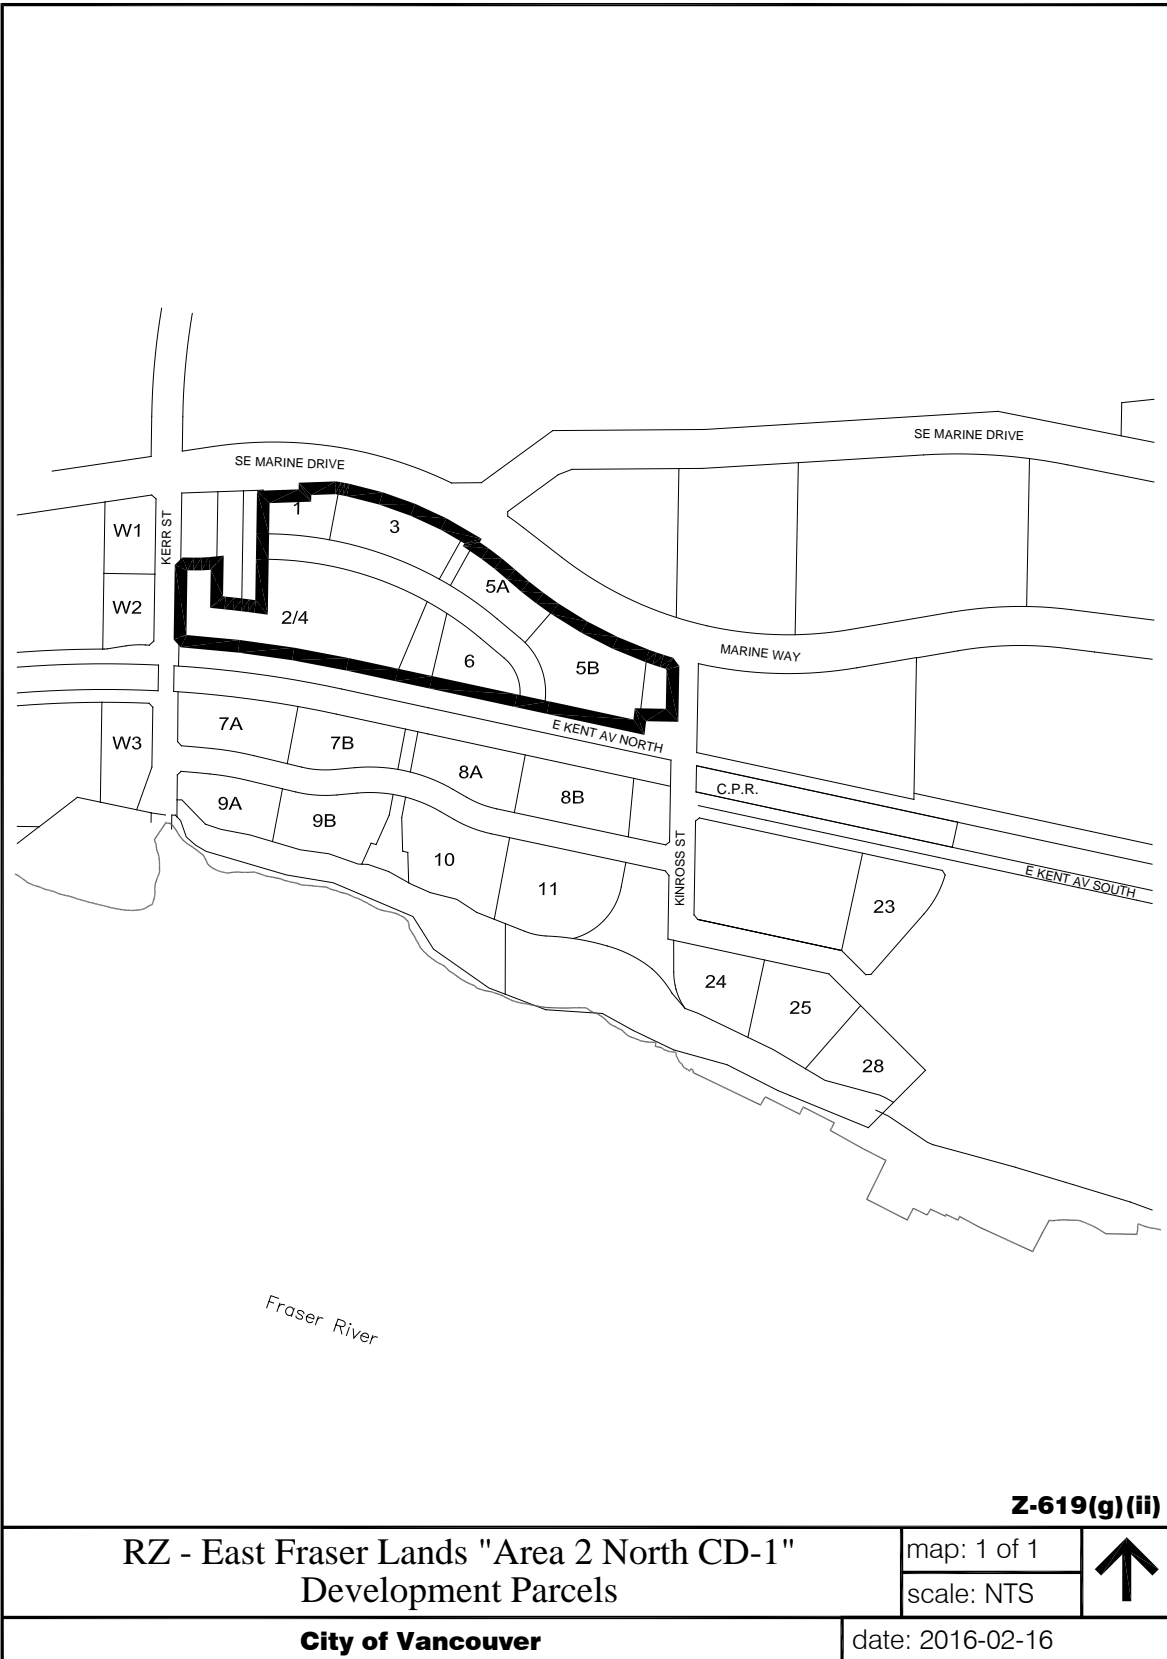 SE MARINE DRIVE
SE MARINE DRIVE
1
3
W1
KERR ST
5A
W2
2/4
MARINE WAY
6
5B
7A
E KENT AV NORTH
7B
W3
8A
C.P.R.
8B
9A
9B
10
KINROSS ST
E KENT AV SOUTH
11
23
24
25
28
Fraser River
Z-619(g)(ii)
RZ - East Fraser Lands "Area 2 North CD-1"
Development Parcels
map: 1 of 1
scale: NTS
City of Vancouver
date: 2016-02-16